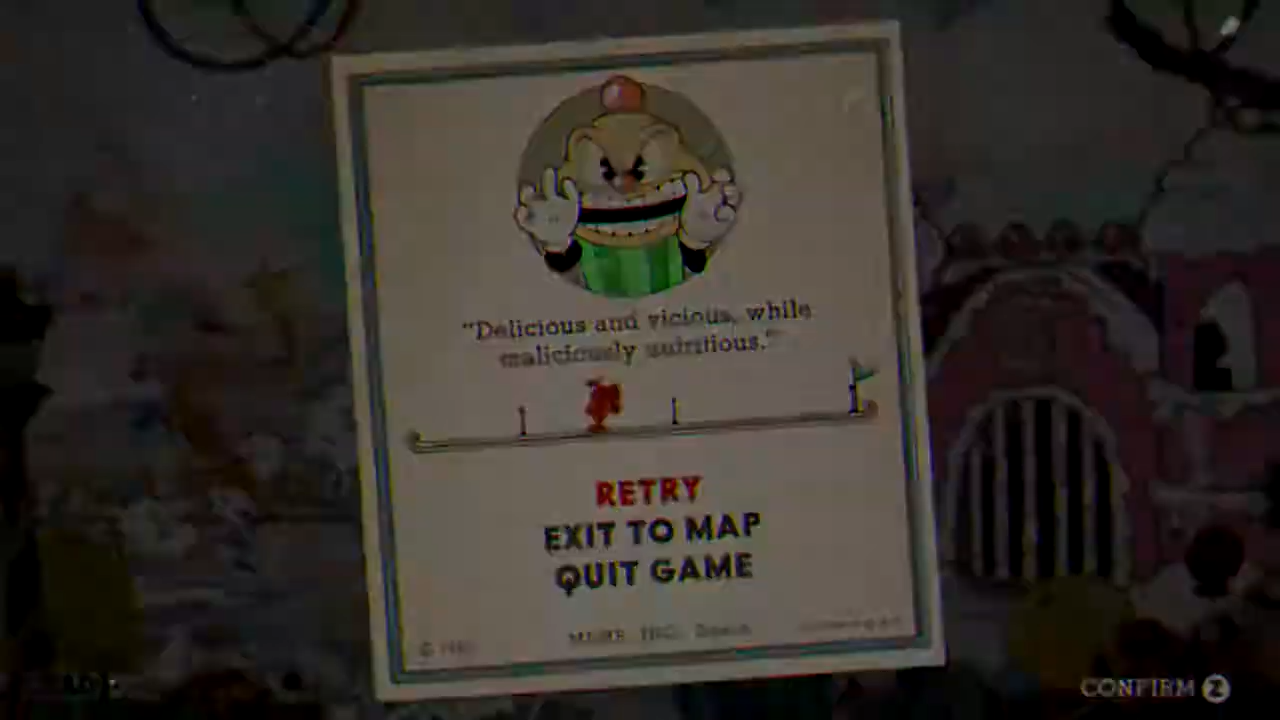 "Delicious and vicious, while
maliciously nutritious."
RETRY
EXIT TO MAP
QUIT GAME
CONFIRM Z